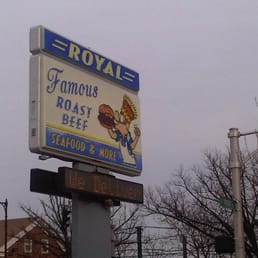 ROYAL
Famous
ROAST
BEEF
SEAFOOD & MORE
We Deliver